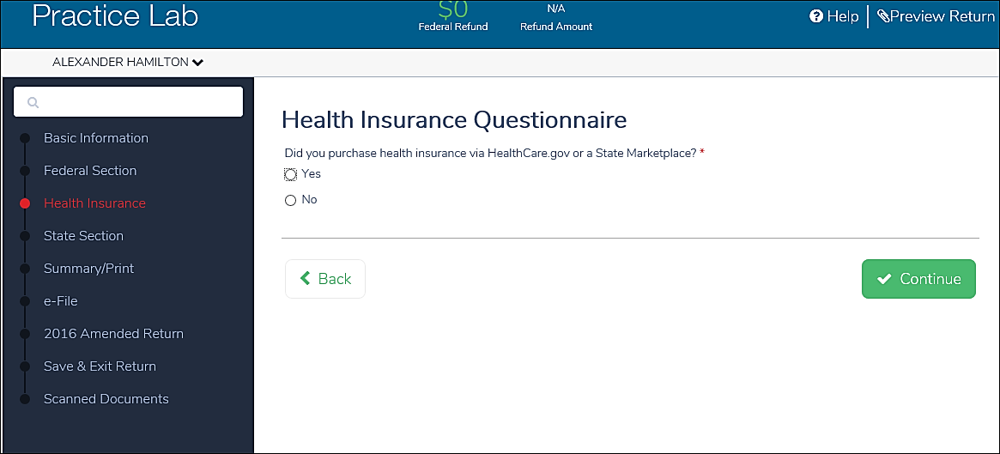 Practice Lab
$0
Federal Refund
N/A
Refund Amount
Help
Preview Return
ALEXANDER HAMILTON
Basic Information
Federal Section
Health Insurance
State Section
Summary/Print
e-File
2016 Amended Return
Save & Exit Return
Scanned Documents
Health Insurance Questionnaire
Did you purchase health insurance via HealthCare.gov or a State Marketplace? *
Yes
No
Back
Continue